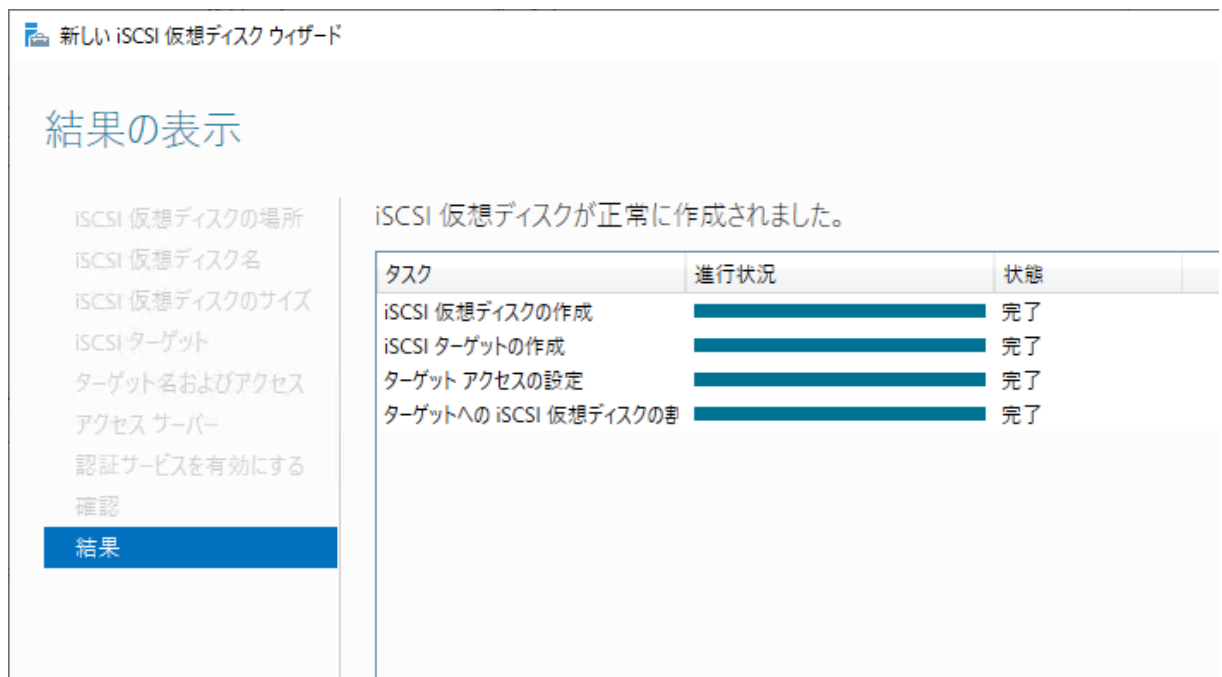 新しい iSCSI 仮想ディスク ウィザード
結果の表示
iSCSI 仮想ディスクの場所
iSCSI 仮想ディスク名
iSCSI 仮想ディスクのサイズ
iSCSI ターゲット
ターゲット名およびアクセス
アクセス サーバー
認証サービスを有効にする
確認
結果
iSCSI 仮想ディスクが正常に作成されました。
タスク 進行状況 状態
iSCSI 仮想ディスクの作成 完了
iSCSI ターゲットの作成 完了
ターゲット アクセスの設定 完了
ターゲットへの iSCSI 仮想ディスクの割 完了